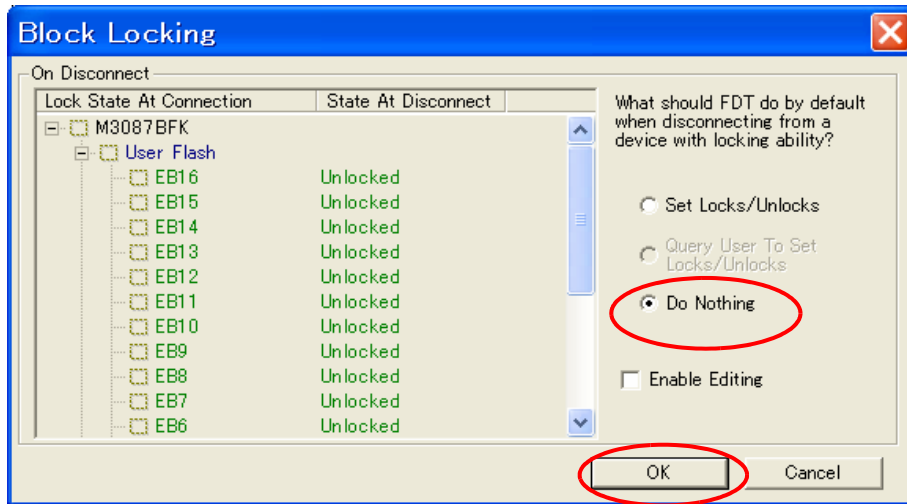 Block Locking
On Disconnect
Lock State At Connection State At Disconnect
M3087BFK
User Flash
EB16 Unlocked
EB15 Unlocked
EB14 Unlocked
EB13 Unlocked
EB12 Unlocked
EB11 Unlocked
EB10 Unlocked
EB9 Unlocked
EB8 Unlocked
EB7 Unlocked
EB6 Unlocked
What should FDT do by default
when disconnecting from a
device with locking ability?
Set Locks/Unlocks
Query User To Set
Locks/Unlocks
Do Nothing
Enable Editing
OK Cancel